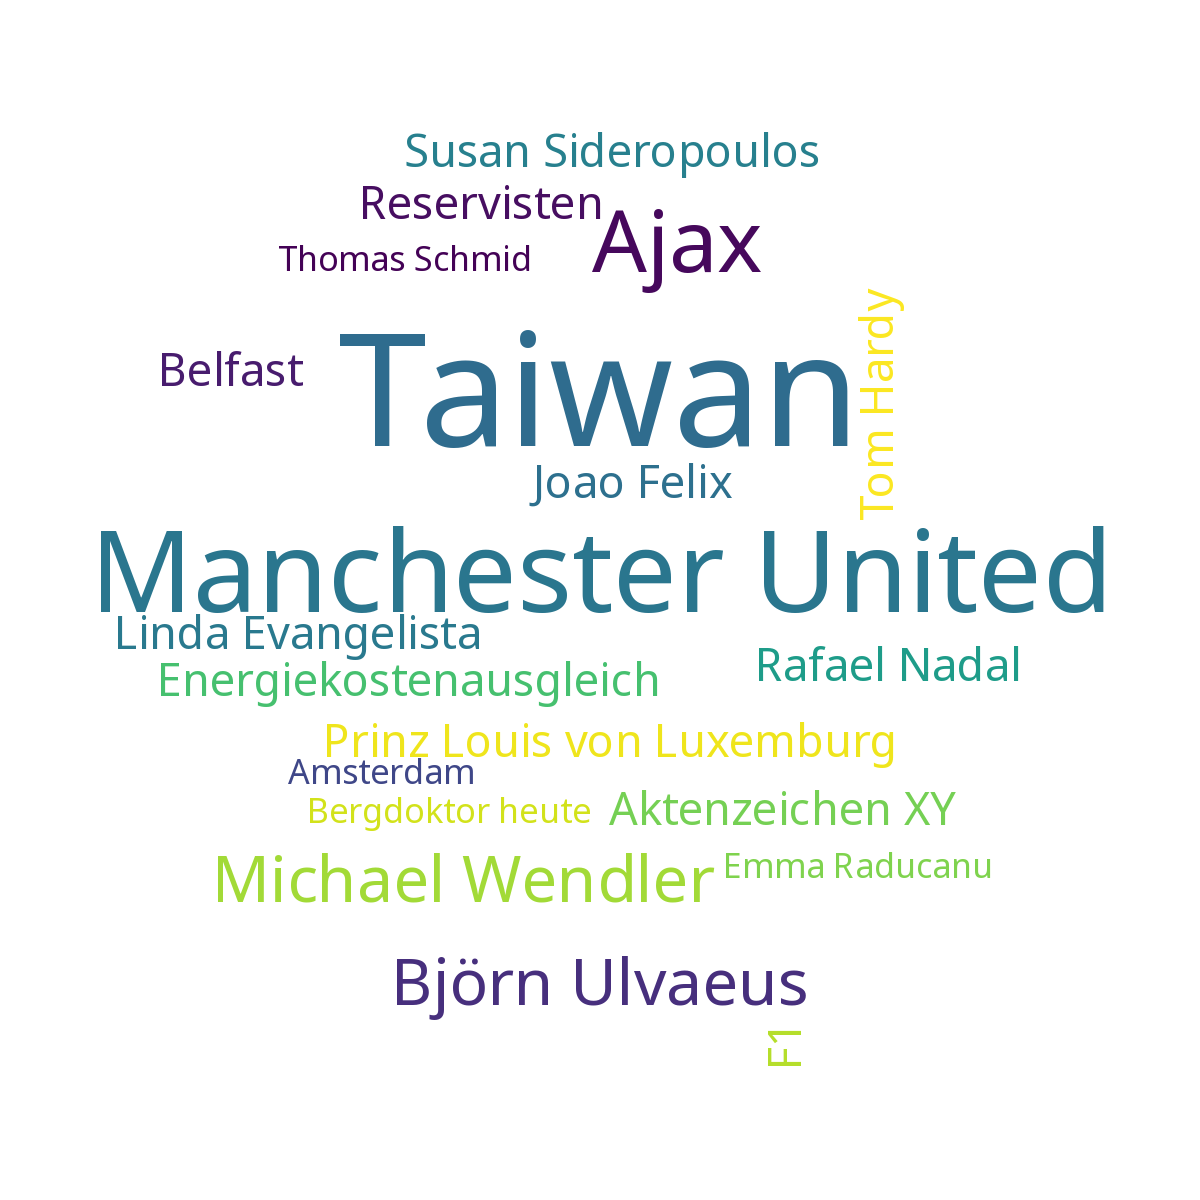 Susan Sideropoulos
Reservisten
Ajax
Thomas Schmid
Tom Hardy
Taiwan
Belfast
Joao Felix
Manchester United
Linda Evangelista
Rafael Nadal
Energiekostenausgleich
Prinz Louis von Luxemburg
Amsterdam
Bergdoktor heute
Aktenzeichen XY
Michael Wendler
Emma Raducanu
Björn Ulvaeus
F1